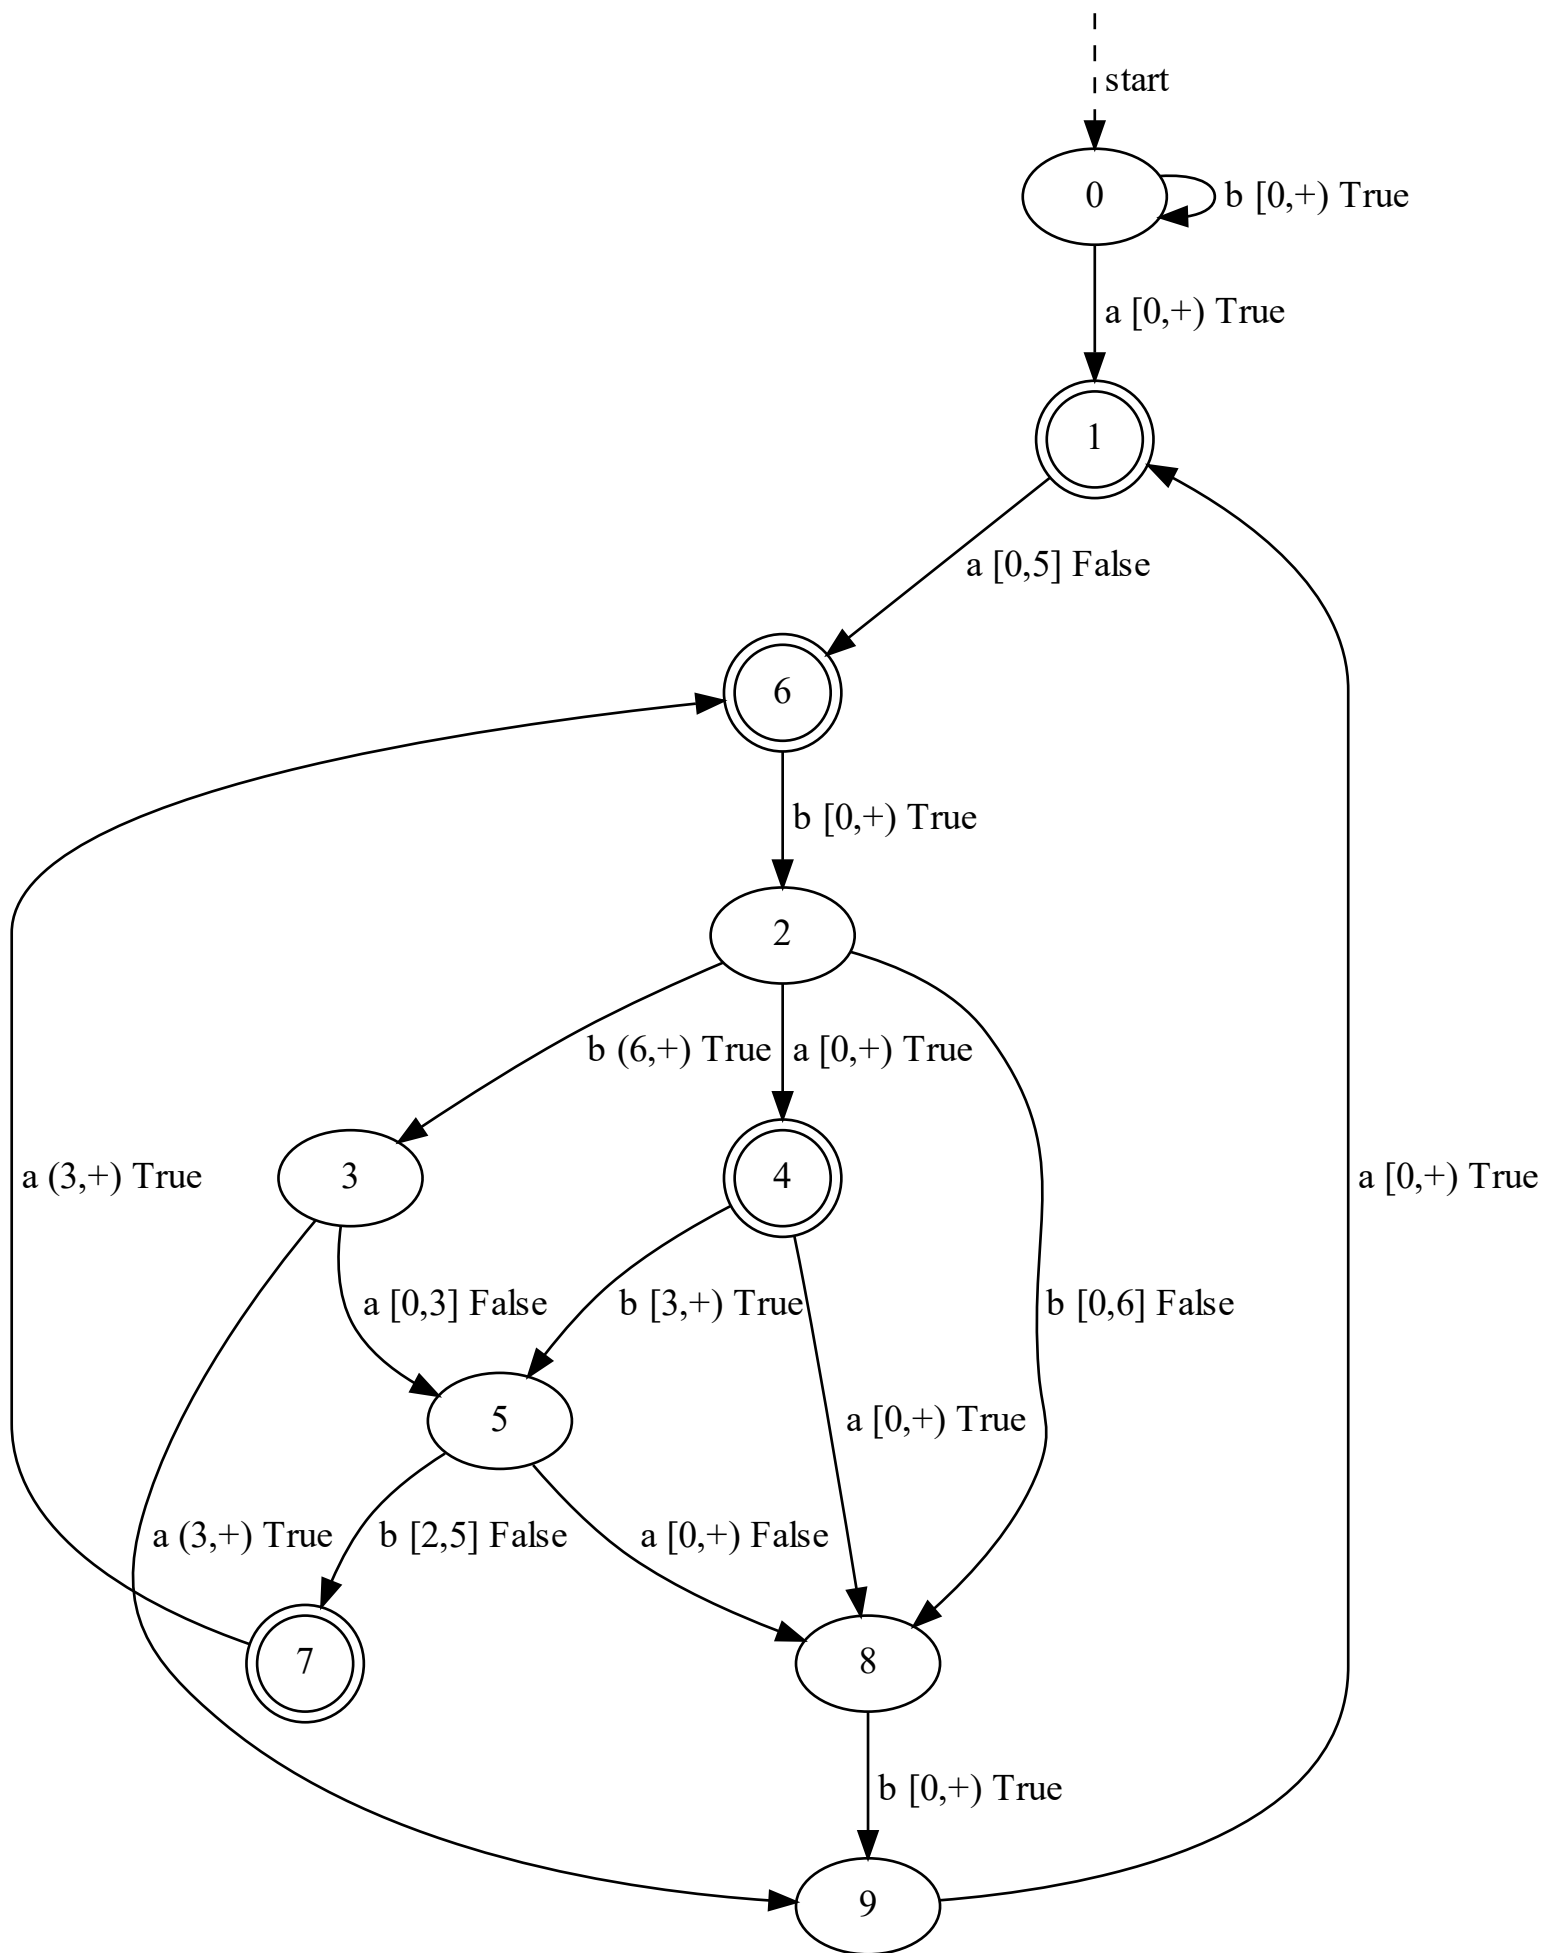 start
0
b [0,+) True
a [0,+) True
1
a [0,5] False
6
b [0,+) True
2
b (6,+) True
a [0,+) True
a (3,+) True
3
4
a [0,+) True
a [0,3] False
b [3,+) True
b [0,6] False
5
a [0,+) True
a (3,+) True
b [2,5] False
a [0,+) False
7
8
b [0,+) True
9